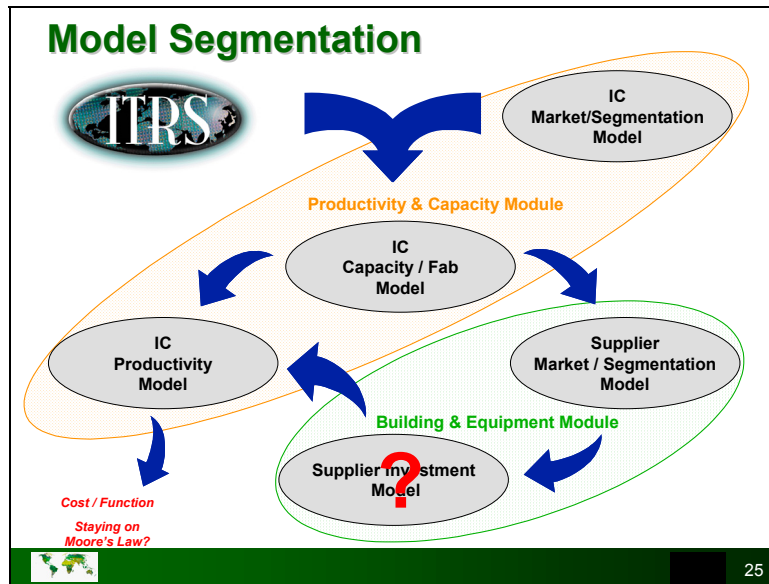 Model Segmentation
ITRS
IC
Market/Segmentation
Model
Productivity & Capacity Module
IC
Capacity / Fab
Model
IC
Productivity
Model
Supplier
Market / Segmentation
Model
Building & Equipment Module
Supplier Investment
Model
?
Cost / Function
Staying on
Moore's Law?
25